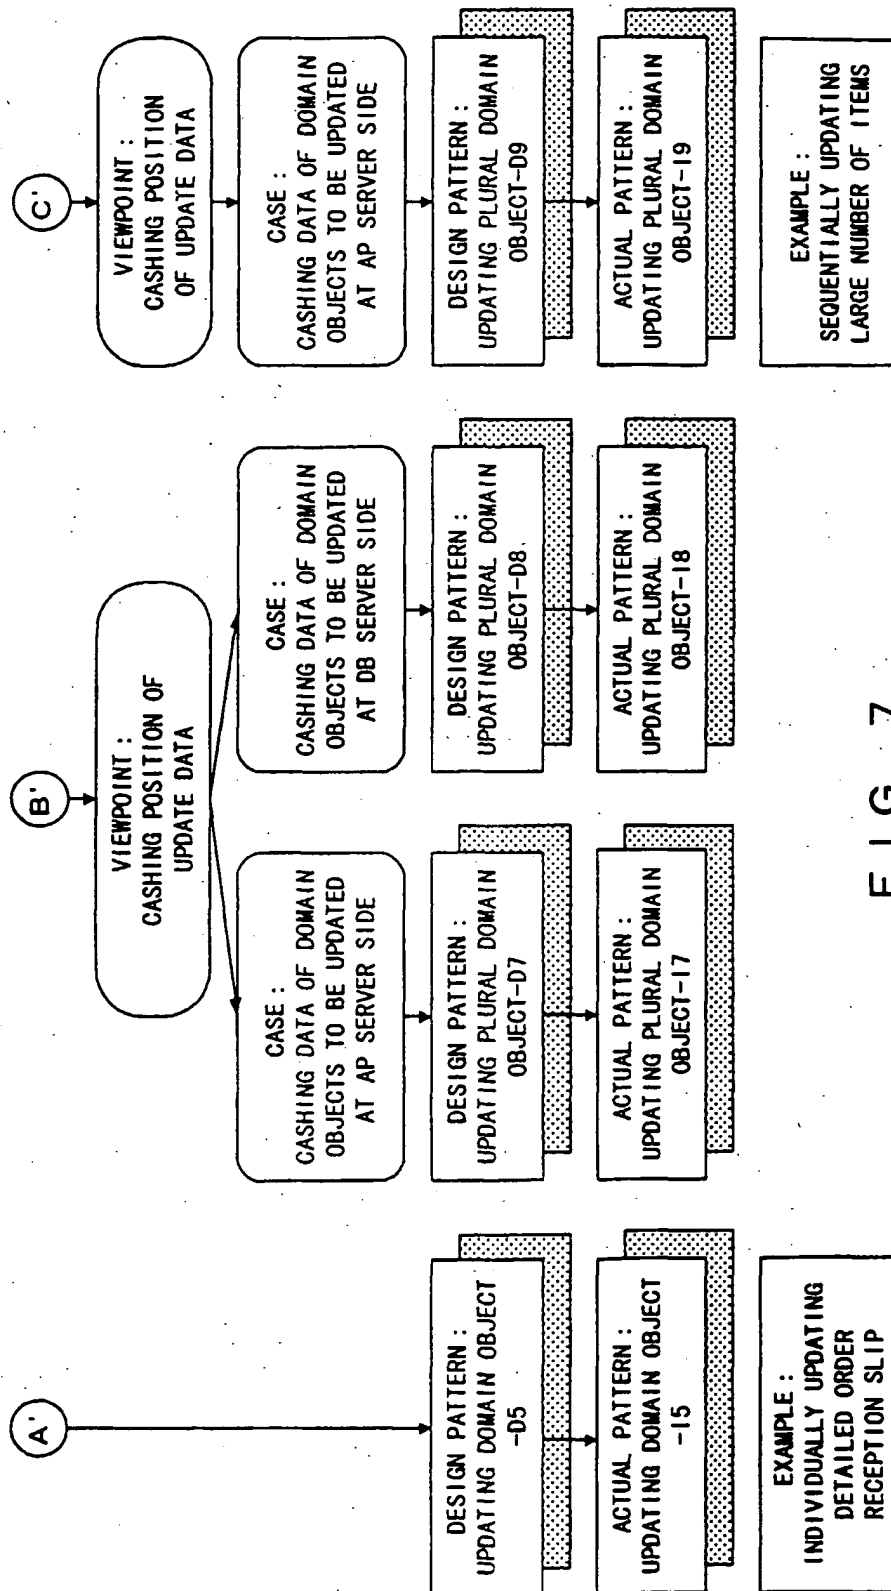 A'
DESIGN PATTERN :
UPDATING DOMAIN OBJECT
-D5
ACTUAL PATTERN :
UPDATING DOMAIN OBJECT
-I5
EXAMPLE :
INDIVIDUALLY UPDATING
DETAILED ORDER
RECEPTION SLIP
B'
VIEWPOINT :
CASHING POSITION OF
UPDATE DATA
CASE :
CASHING DATA OF DOMAIN
OBJECTS TO BE UPDATED
AT AP SERVER SIDE
DESIGN PATTERN :
UPDATING PLURAL DOMAIN
OBJECT-D7
ACTUAL PATTERN :
UPDATING PLURAL DOMAIN
OBJECT-I7
CASE :
CASHING DATA OF DOMAIN
OBJECTS TO BE UPDATED
AT DB SERVER SIDE
DESIGN PATTERN :
UPDATING PLURAL DOMAIN
OBJECT-D8
ACTUAL PATTERN :
UPDATING PLURAL DOMAIN
OBJECT-I8
C'
VIEWPOINT :
CASHING POSITION
OF UPDATE DATA
CASE :
CASHING DATA OF DOMAIN
OBJECTS TO BE UPDATED
AT AP SERVER SIDE
DESIGN PATTERN :
UPDATING PLURAL DOMAIN
OBJECT-D9
ACTUAL PATTERN :
UPDATING PLURAL DOMAIN
OBJECT-I9
EXAMPLE :
SEQUENTIALLY UPDATING
LARGE NUMBER OF ITEMS
FIG. 7